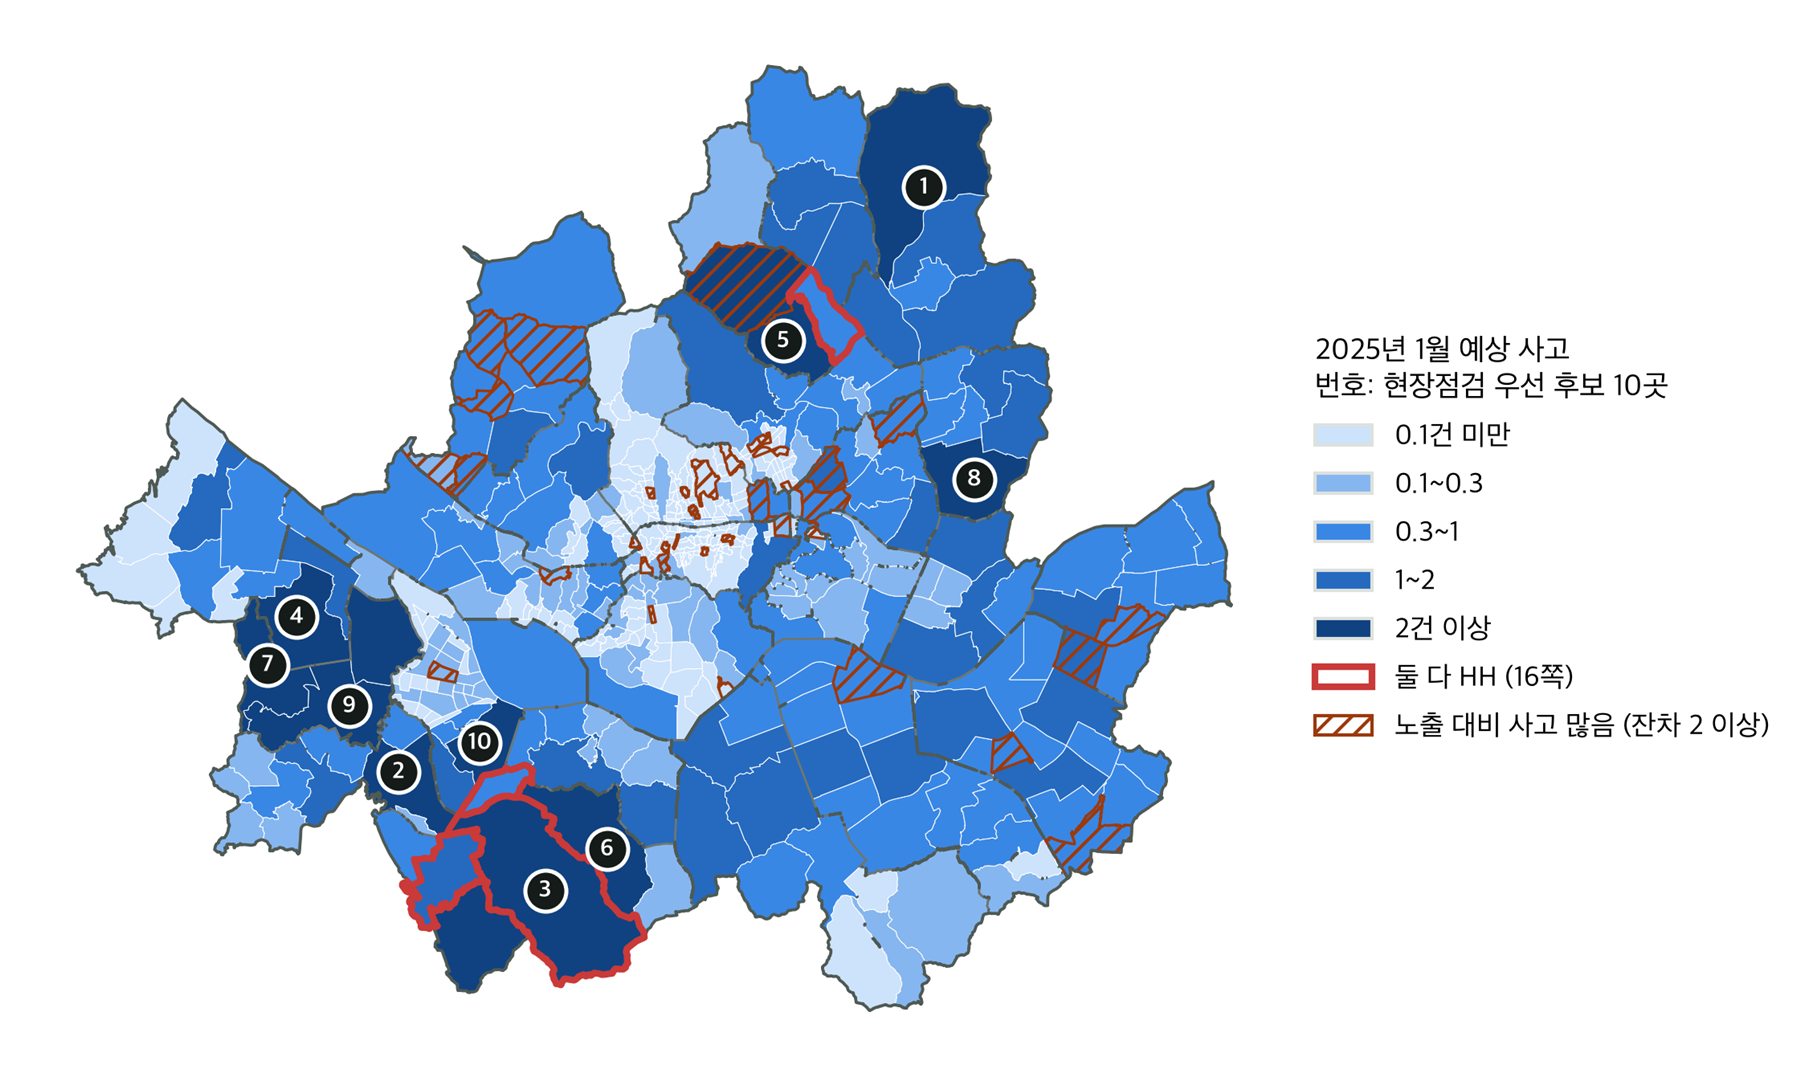 1
5
8
4
7
9
10
2
6
3
2025년 1월 예상 사고
번호: 현장점검 우선 후보 10곳
0.1건 미만
0.1~0.3
0.3~1
1~2
2건 이상
둘 다 HH (16쪽)
노출 대비 사고 많음 (잔차 2 이상)